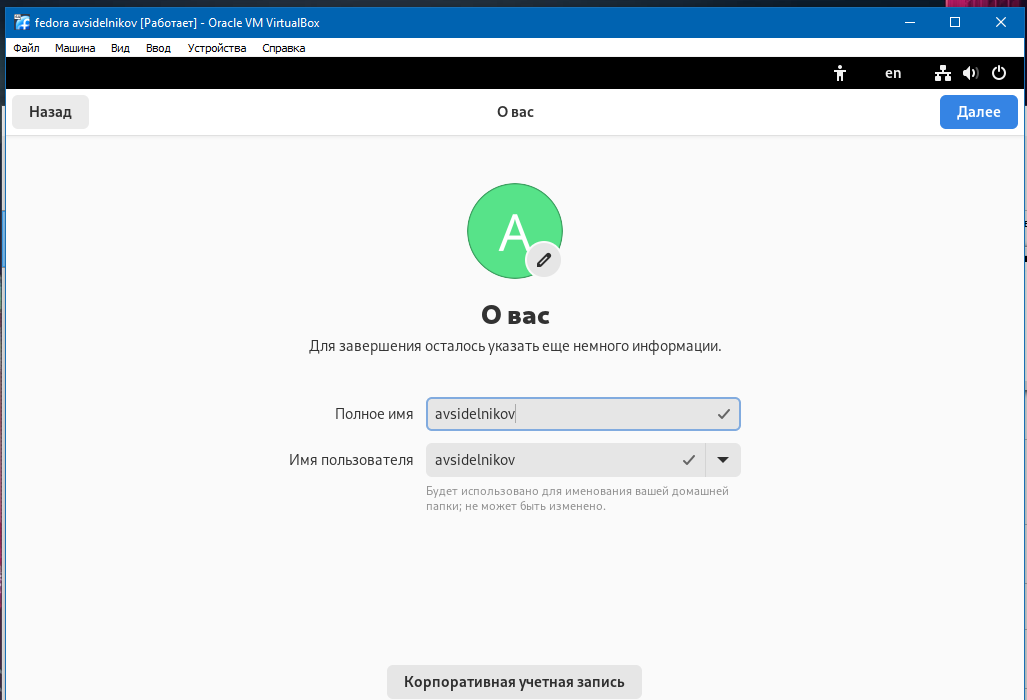 fedora avsidelnikov [Работает] - Oracle VM VirtualBox
Файл Машина Вид Ввод Устройства Справка
en
Назад О вас Далее
A
О вас
Для завершения осталось указать еще немного информации.
Полное имя avsidelnikov
Имя пользователя avsidelnikov
Будет использовано для именования вашей домашней
папки; не может быть изменено.
Корпоративная учетная запись